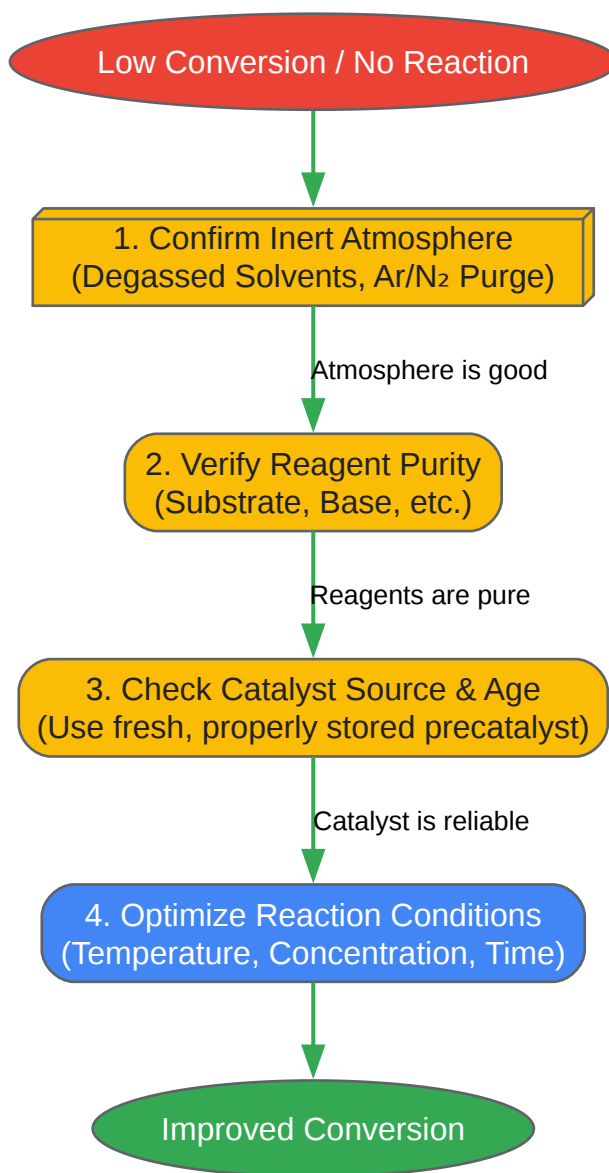 Low Conversion / No Reaction
1. Confirm Inert Atmosphere
(Degassed Solvents, Ar/N₂ Purge)
Atmosphere is good
2. Verify Reagent Purity
(Substrate, Base, etc.)
Reagents are pure
3. Check Catalyst Source & Age
(Use fresh, properly stored precatalyst)
Catalyst is reliable
4. Optimize Reaction Conditions
(Temperature, Concentration, Time)
Improved Conversion